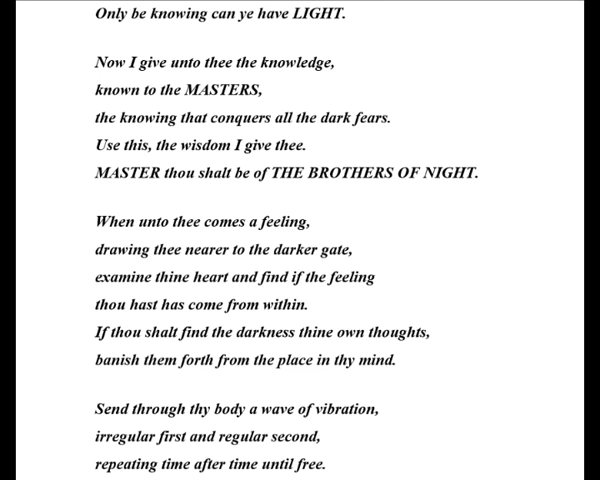 Only be knowing can ye have LIGHT.
Now I give unto thee the knowledge,
known to the MASTERS,
the knowing that conquers all the dark fears.
Use this, the wisdom I give thee.
MASTER thou shalt be of THE BROTHERS OF NIGHT.
When unto thee comes a feeling,
drawing thee nearer to the darker gate,
examine thine heart and find if the feeling
thou hast has come from within.
If thou shalt find the darkness thine own thoughts,
banish them forth from the place in thy mind.
Send through thy body a wave of vibration,
irregular first and regular second,
repeating time after time until free.